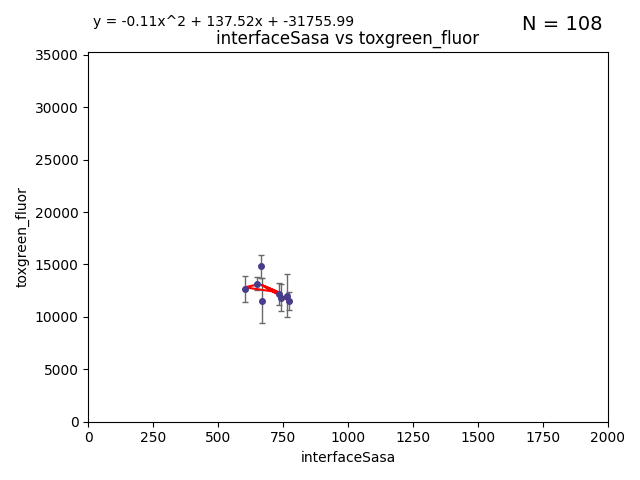 y = -0.11x^2 + 137.52x + -31755.99
N = 108
interfaceSasa vs toxgreen_fluor
35000
30000
25000
20000
15000
10000
5000
0
toxgreen_fluor
0 250 500 750 1000 1250 1500 1750 2000
interfaceSasa